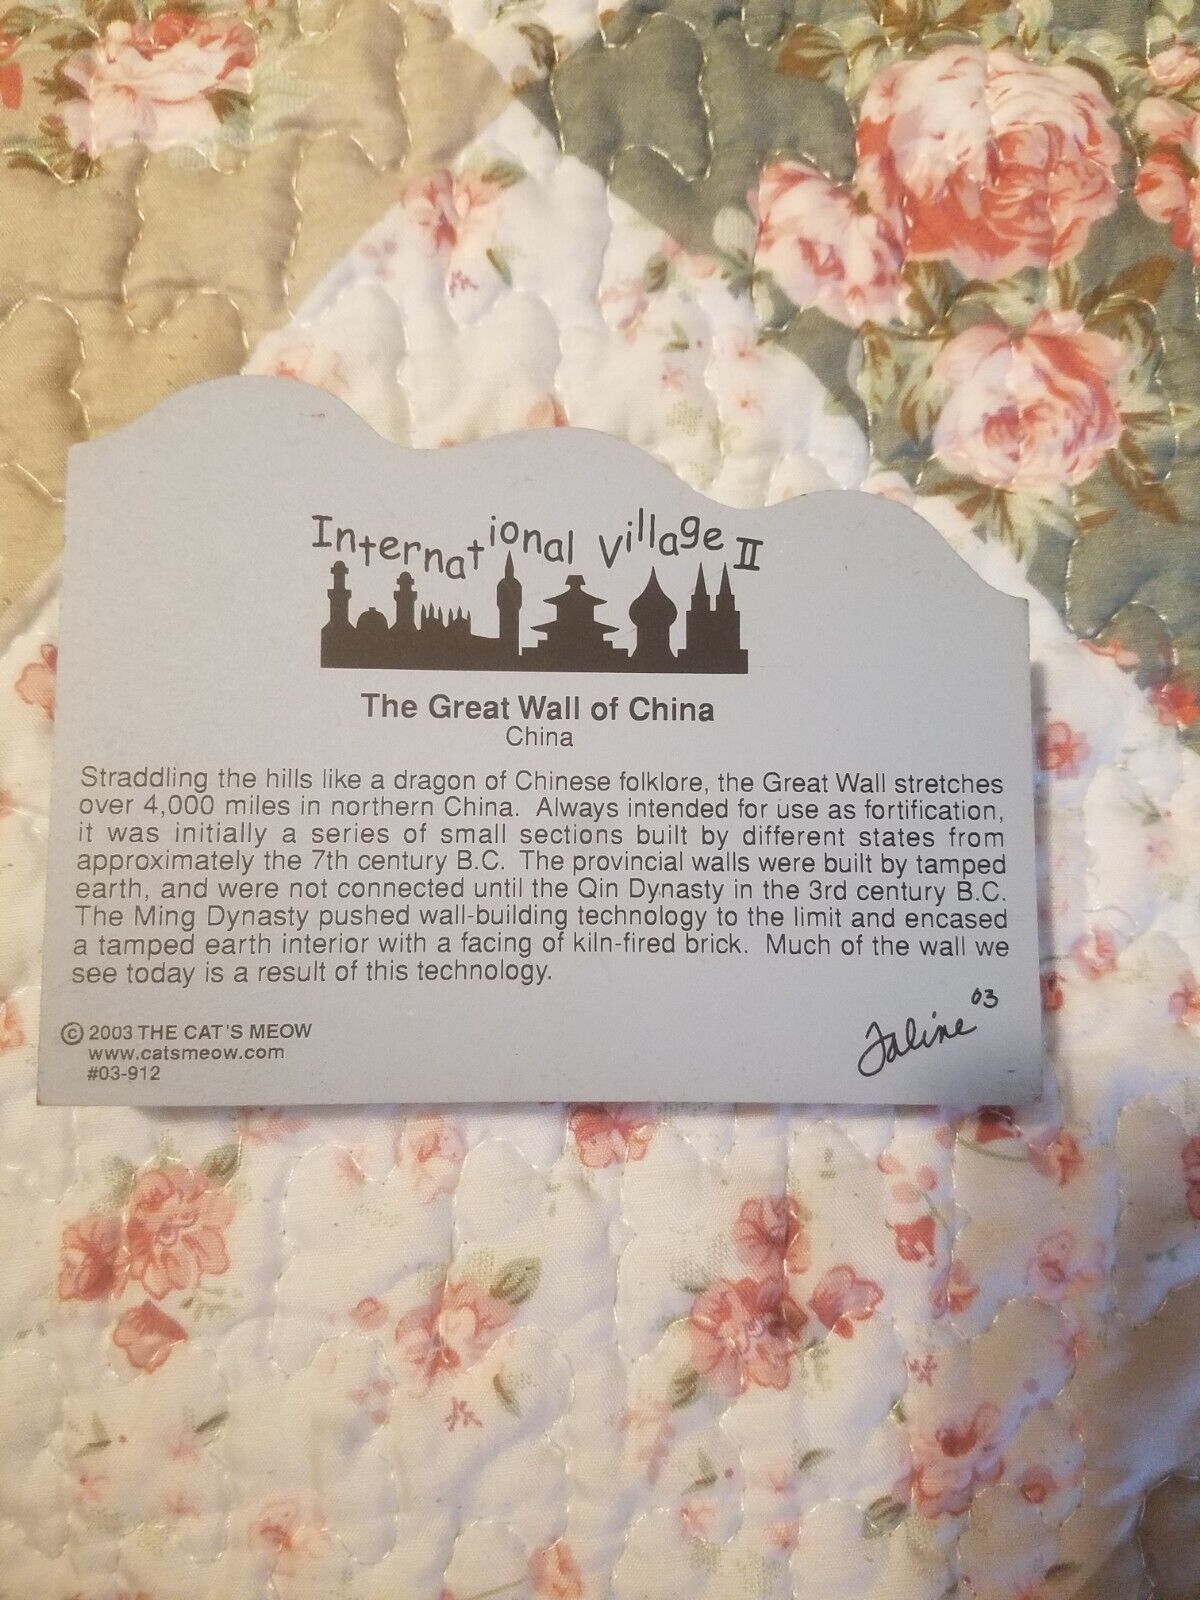 International Village II
The Great Wall of China
China
Straddling the hills like a dragon of Chinese folklore, the Great Wall stretches
over 4,000 miles in northern China. Always intended for use as fortification,
it was initially a series of small sections built by different states from
approximately the 7th century B.C. The provincial walls were built by tamped
earth, and were not connected until the Qin Dynasty in the 3rd century B.C.
The Ming Dynasty pushed wall-building technology to the limit and encased
a tamped earth interior with a facing of kiln-fired brick. Much of the wall we
see today is a result of this technology.
© 2003 THE CAT'S MEOW
www.catsmeow.com
#03-912
Faline 03